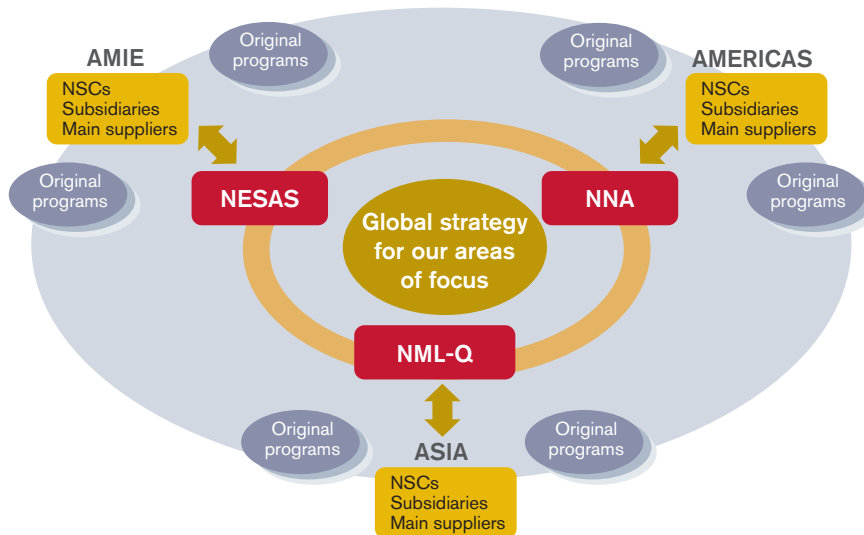 Original
programs
Original
programs
AMIE
AMERICAS
NSCs
Subsidiaries
Main suppliers
NSCs
Subsidiaries
Main suppliers
Original
programs
NESAS
NNA
Original
programs
Global strategy
for our areas
of focus
NML-Q
Original
programs
Original
programs
ASIA
NSCs
Subsidiaries
Main suppliers